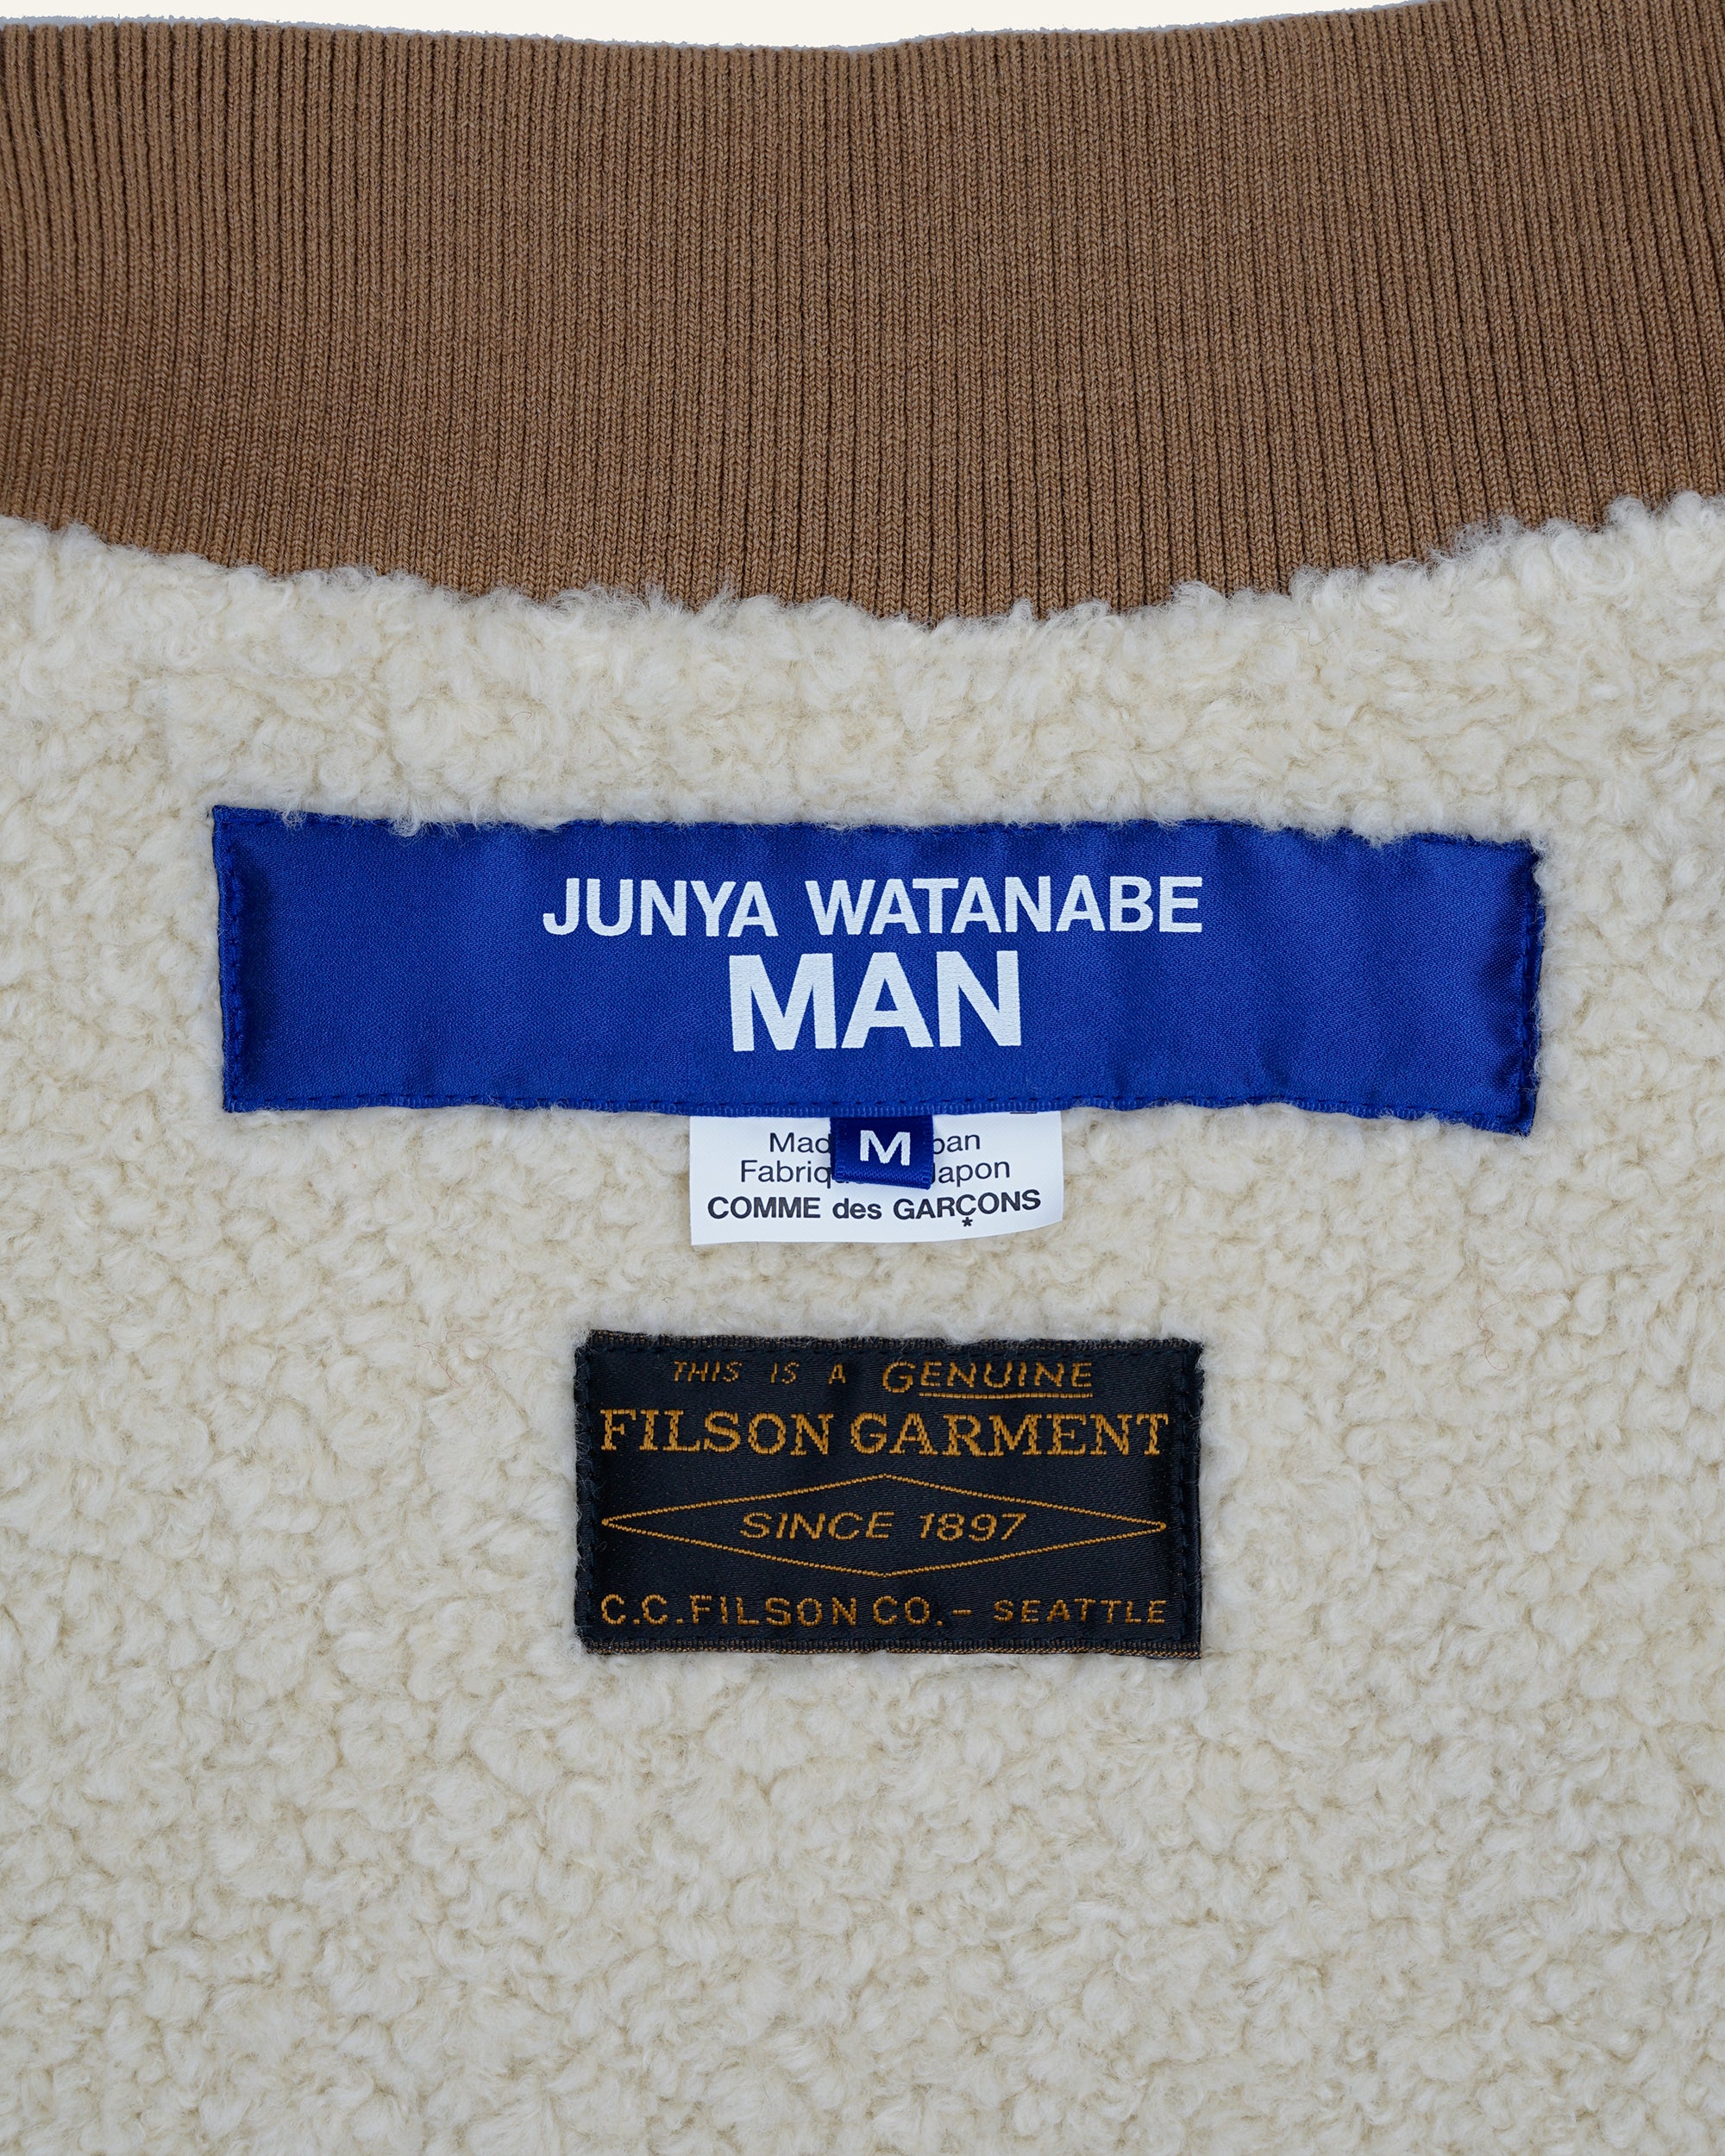 JUNYA WATANABE
MAN
M
COMME des GARÇONS
*
THIS IS A GENUINE
FILSON GARMENT
SINCE 1897
C.C.FILSON CO.- SEATTLE